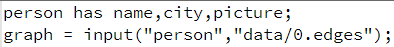 person has name,city,picture;
graph = input("person","data/0.edges");